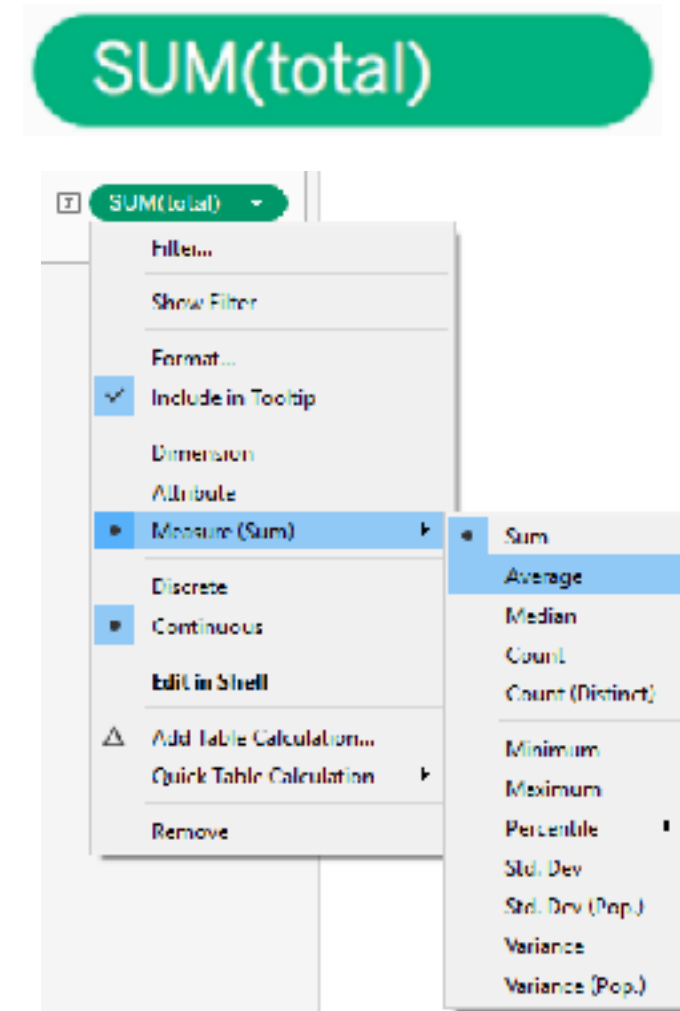 SUM(total)
T SUM(total)
Filter...
Show Filter
Format...
Include in Tooltip
Dimension
Attribute
Measure (Sum)
Discrete
Continuous
Edit in Shelf
Add Table Calculation...
Quick Table Calculation
Remove
Sum
Average
Median
Count
Count (Distinct)
Minimum
Maximum
Percentile
Std. Dev
Std. Dev (Pop.)
Variance
Variance (Pop.)